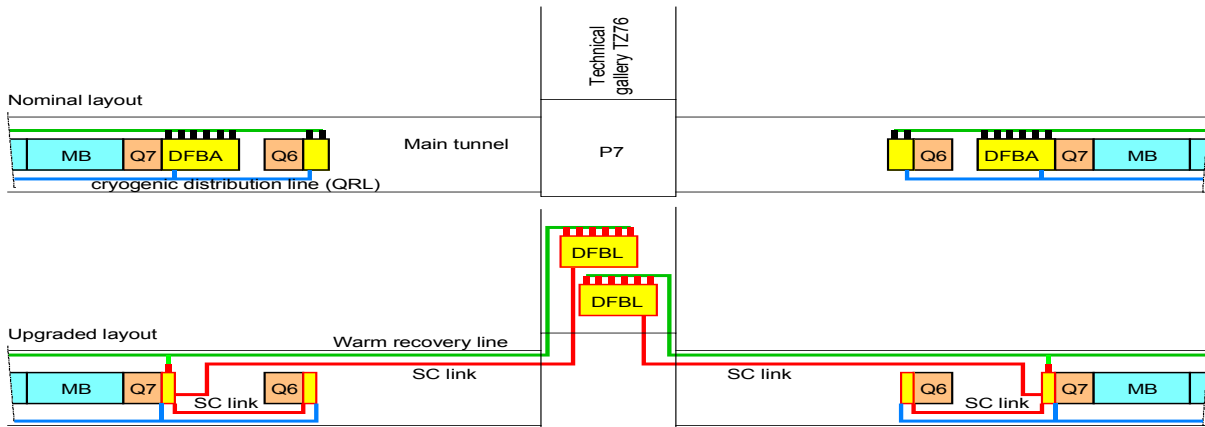 Technical
gallery TZ76
Nominal layout
Main tunnel
P7
MB Q7 DFBA Q6
Q6 DFBA Q7 MB
cryogenic distribution line (QRL)
DFBL
DFBL
Upgraded layout
Warm recovery line
SC link
SC link
MB Q7 Q6
Q6 Q7 MB
SC link
SC link